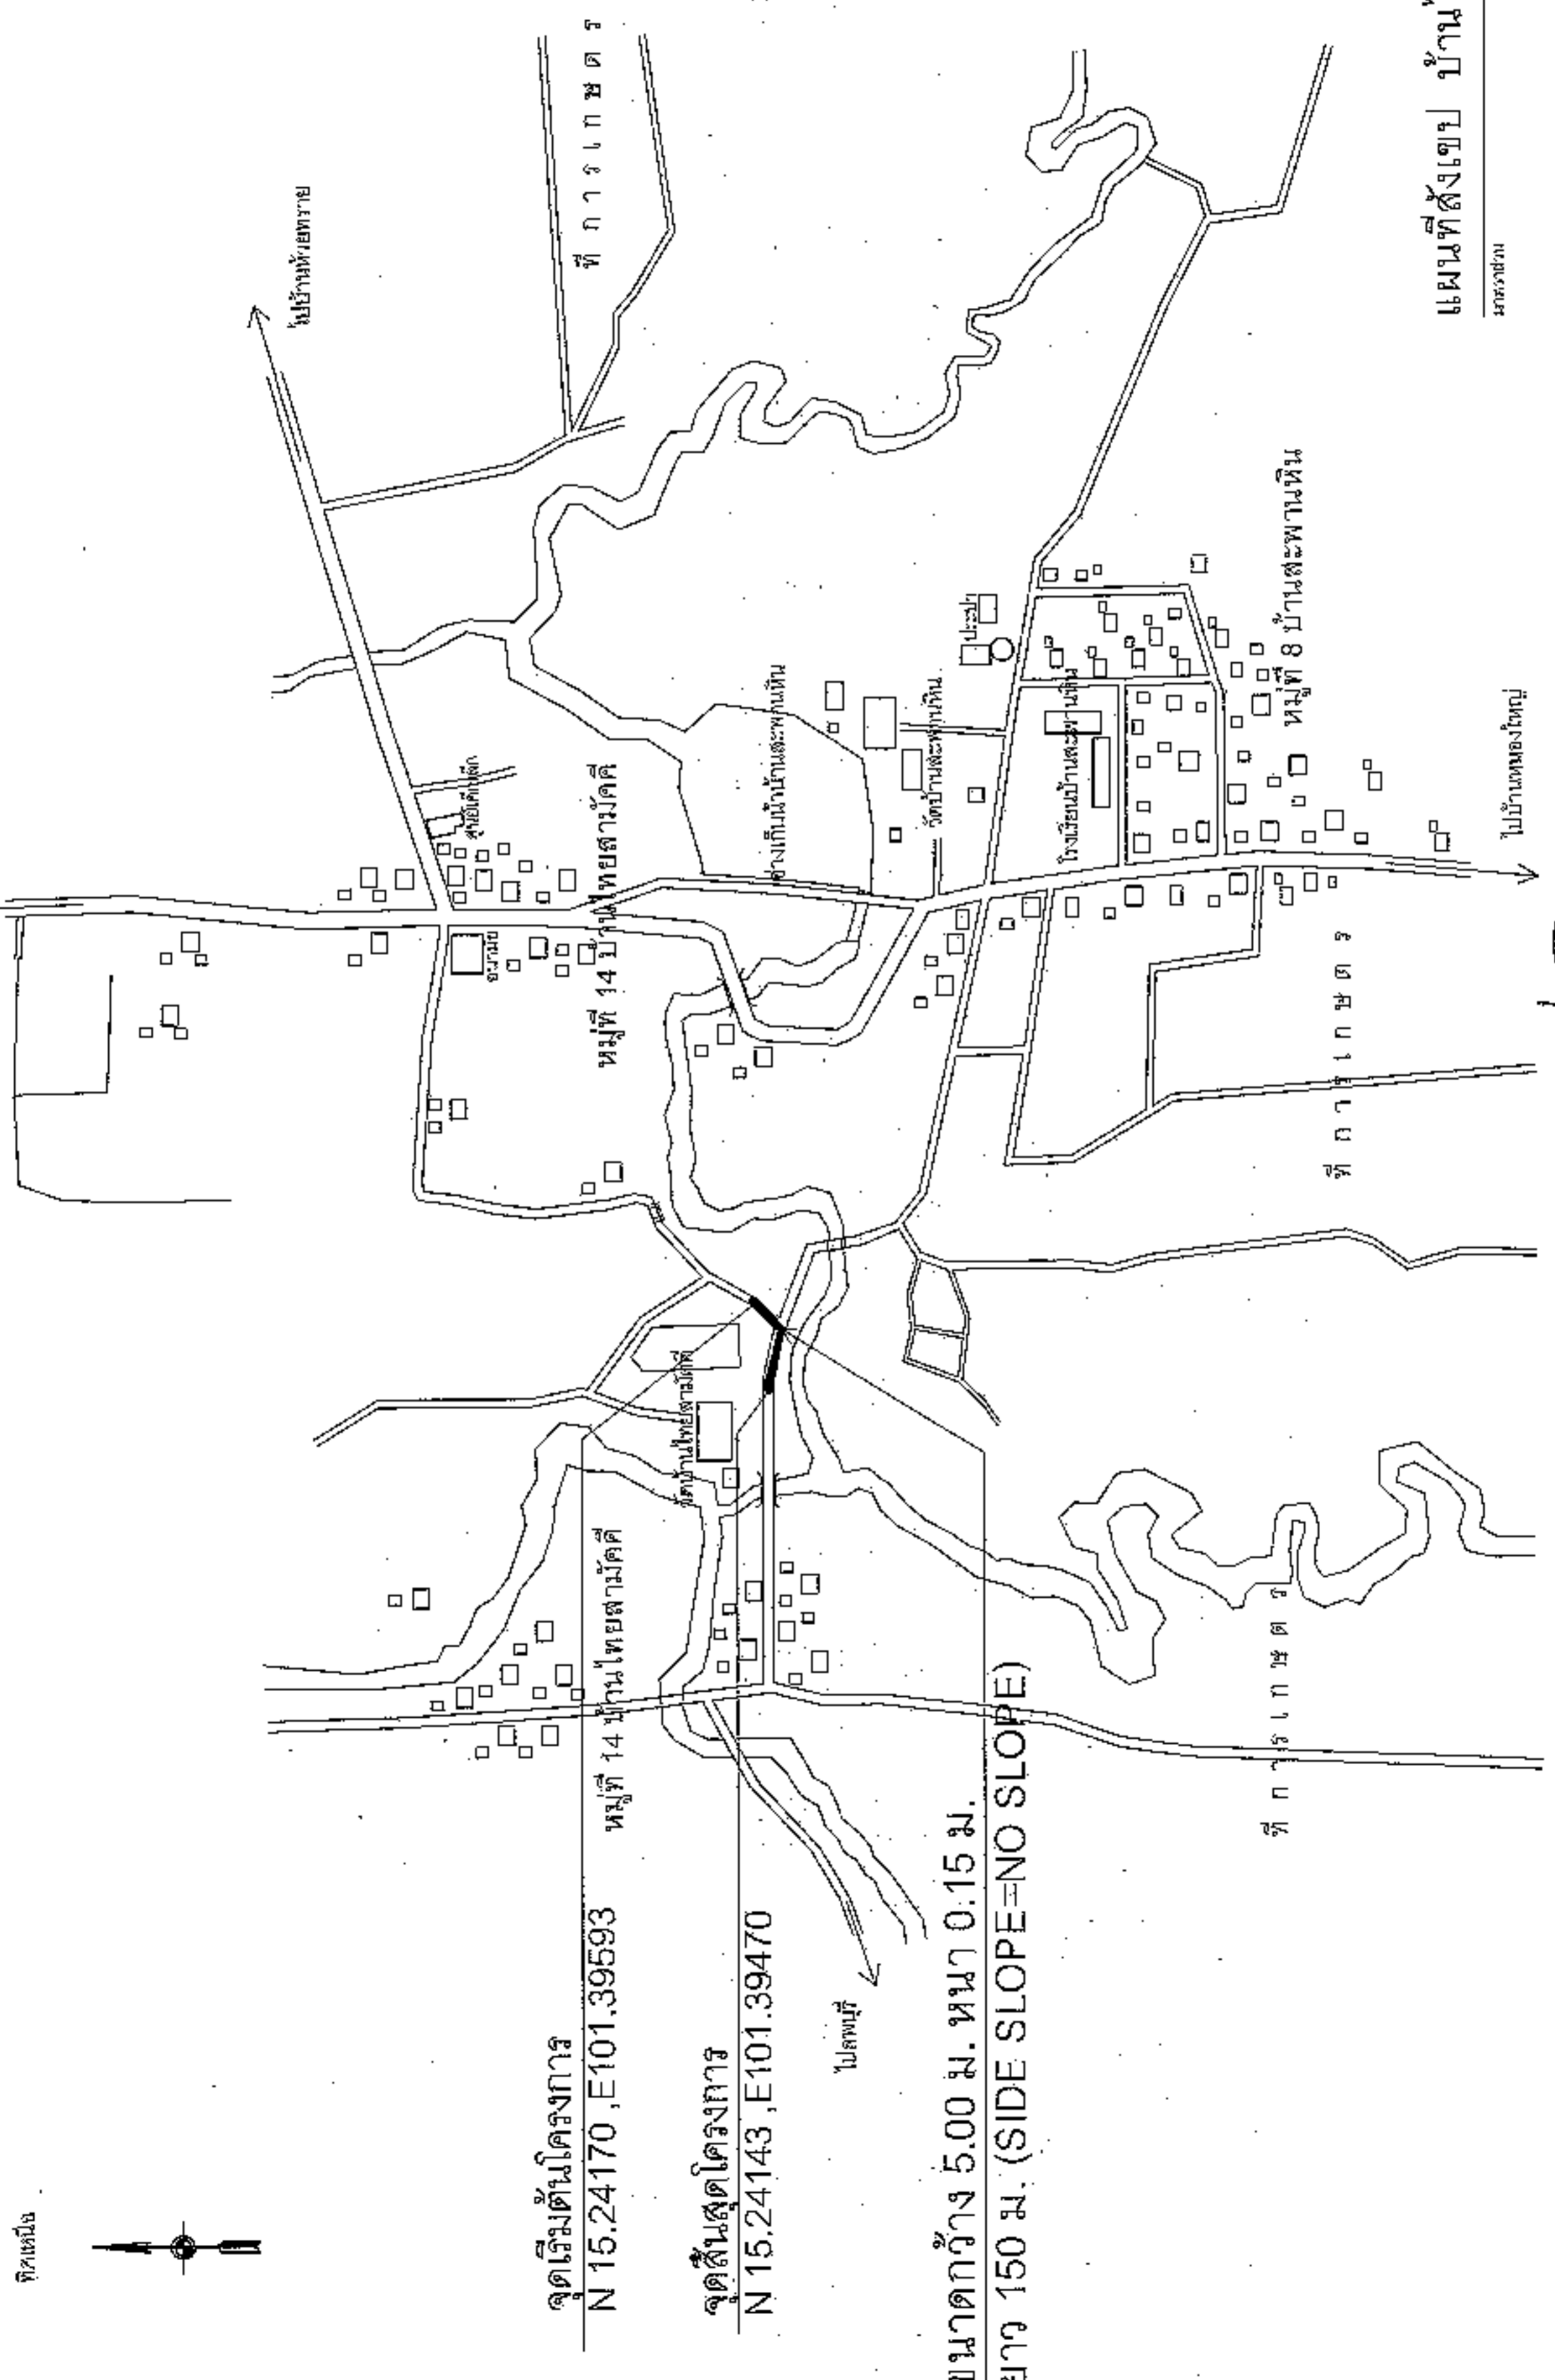 ทิศเหนือ
จุดเริ่มต้นโครงการ
N 15.24170 ,E101.39593
จุดสิ้นสุดโครงการ
N 15.24143 ,E101.39470
ขนาดกว้าง 5.00 ม. หนา 0.15 ม.
ยาว 150 ม. (SIDE SLOPE=NO SLOPE)
ไปลพบุรี
หมู่ที่ 14 บ้านไทยสามัคคี
วัดบ้านไทยสามัคคี
ที่ การเกษตร
หมู่ที่ 14 บ้านไทยสามัคคี
อนามัย
ศูนย์เด็กเล็ก
อ่างเก็บน้ำบ้านสะพานหิน
วัดบ้านสะพานหิน
ประปา
โรงเรียนบ้านสะพานหิน
หมู่ที่ 8 บ้านสะพานหิน
ที่ การเกษตร
ไปบ้านหนองใหญ่
ไปบ้านห้วยทราย
ที่ การเกษตร
แผนที่สังเขป บ้าน
มาตราส่วน